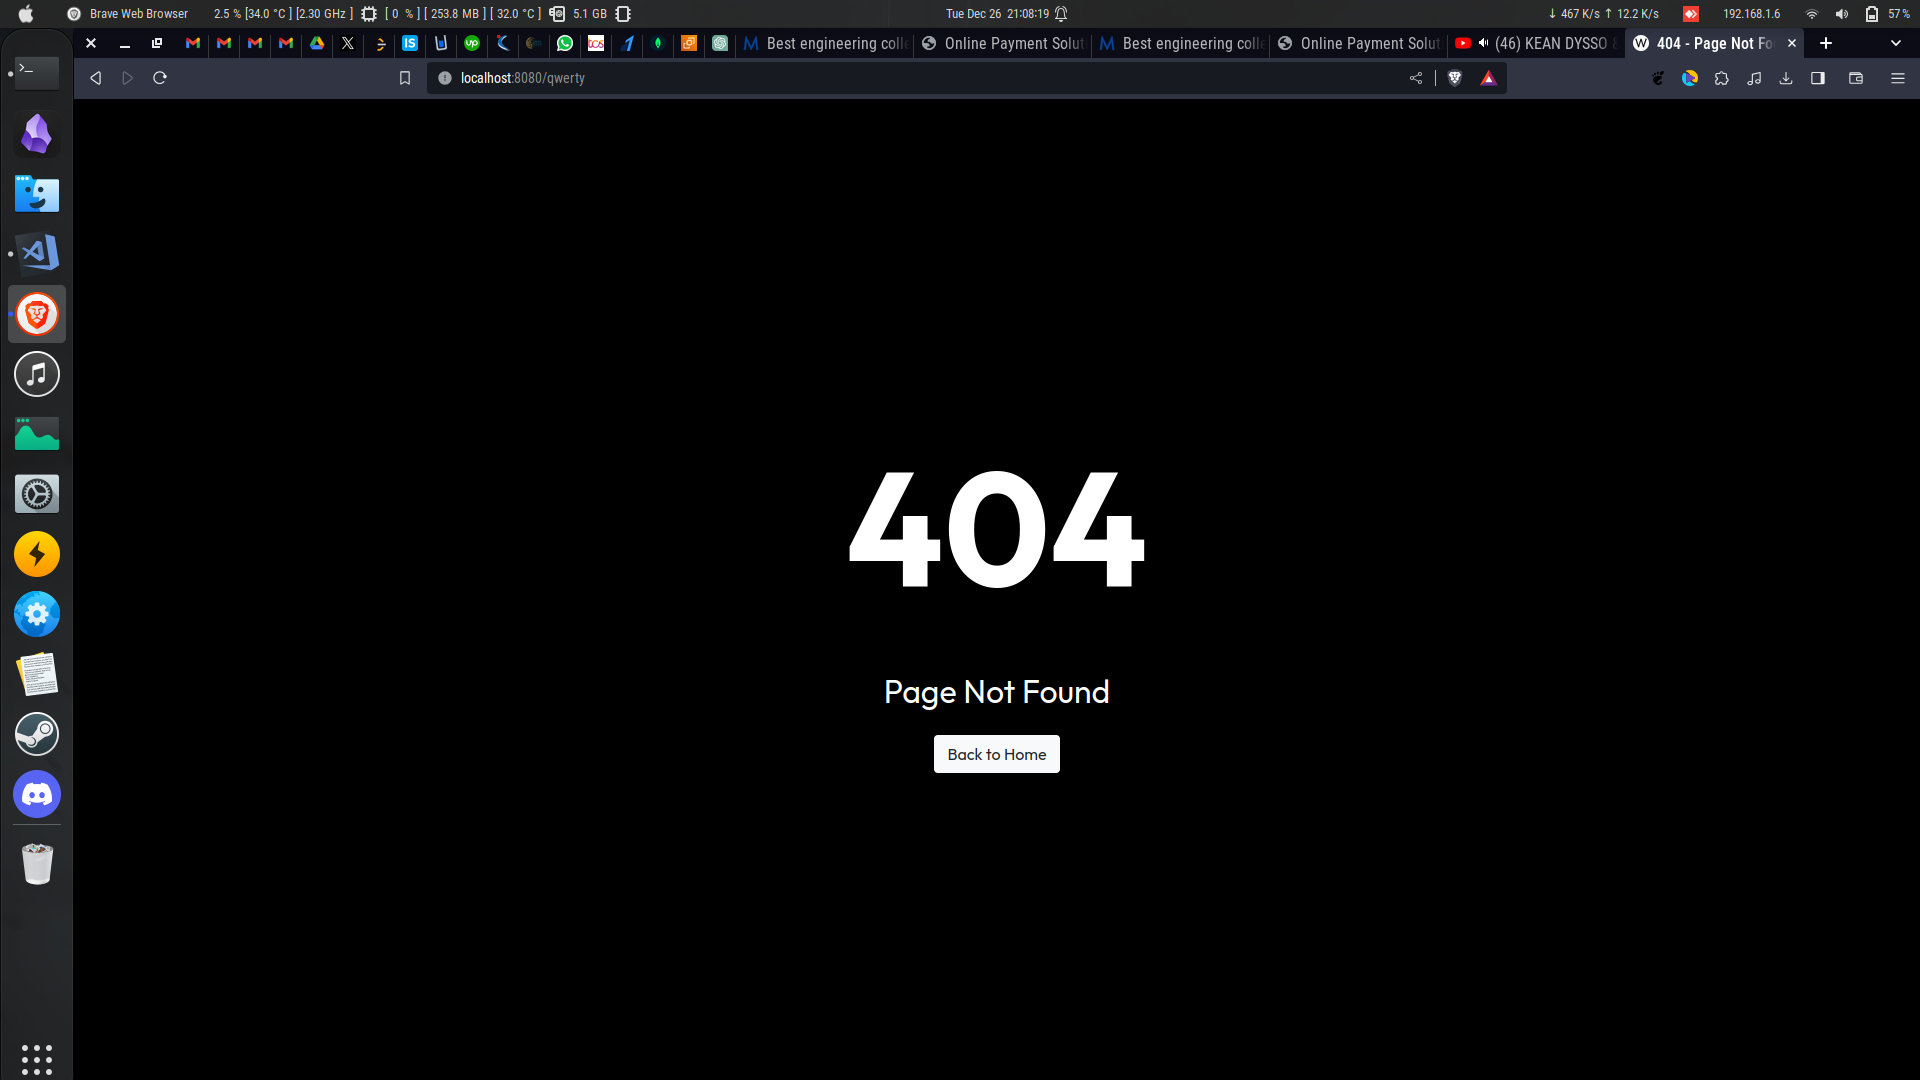 Brave Web Browser 2.5 % [34.0 °C ] [2.30 GHz ] [ 0 % ] [ 253.8 MB ] [ 32.0 °C ] 5.1 GB Tue Dec 26 21:08:19 ↓ 467 K/s ↑ 12.2 K/s 192.168.1.6 57 %
Best engineering colle Online Payment Solut Best engineering colle Online Payment Solut (46) KEAN DYSSO 404 - Page Not Fo
localhost:8080/qwerty
404
Page Not Found
Back to Home